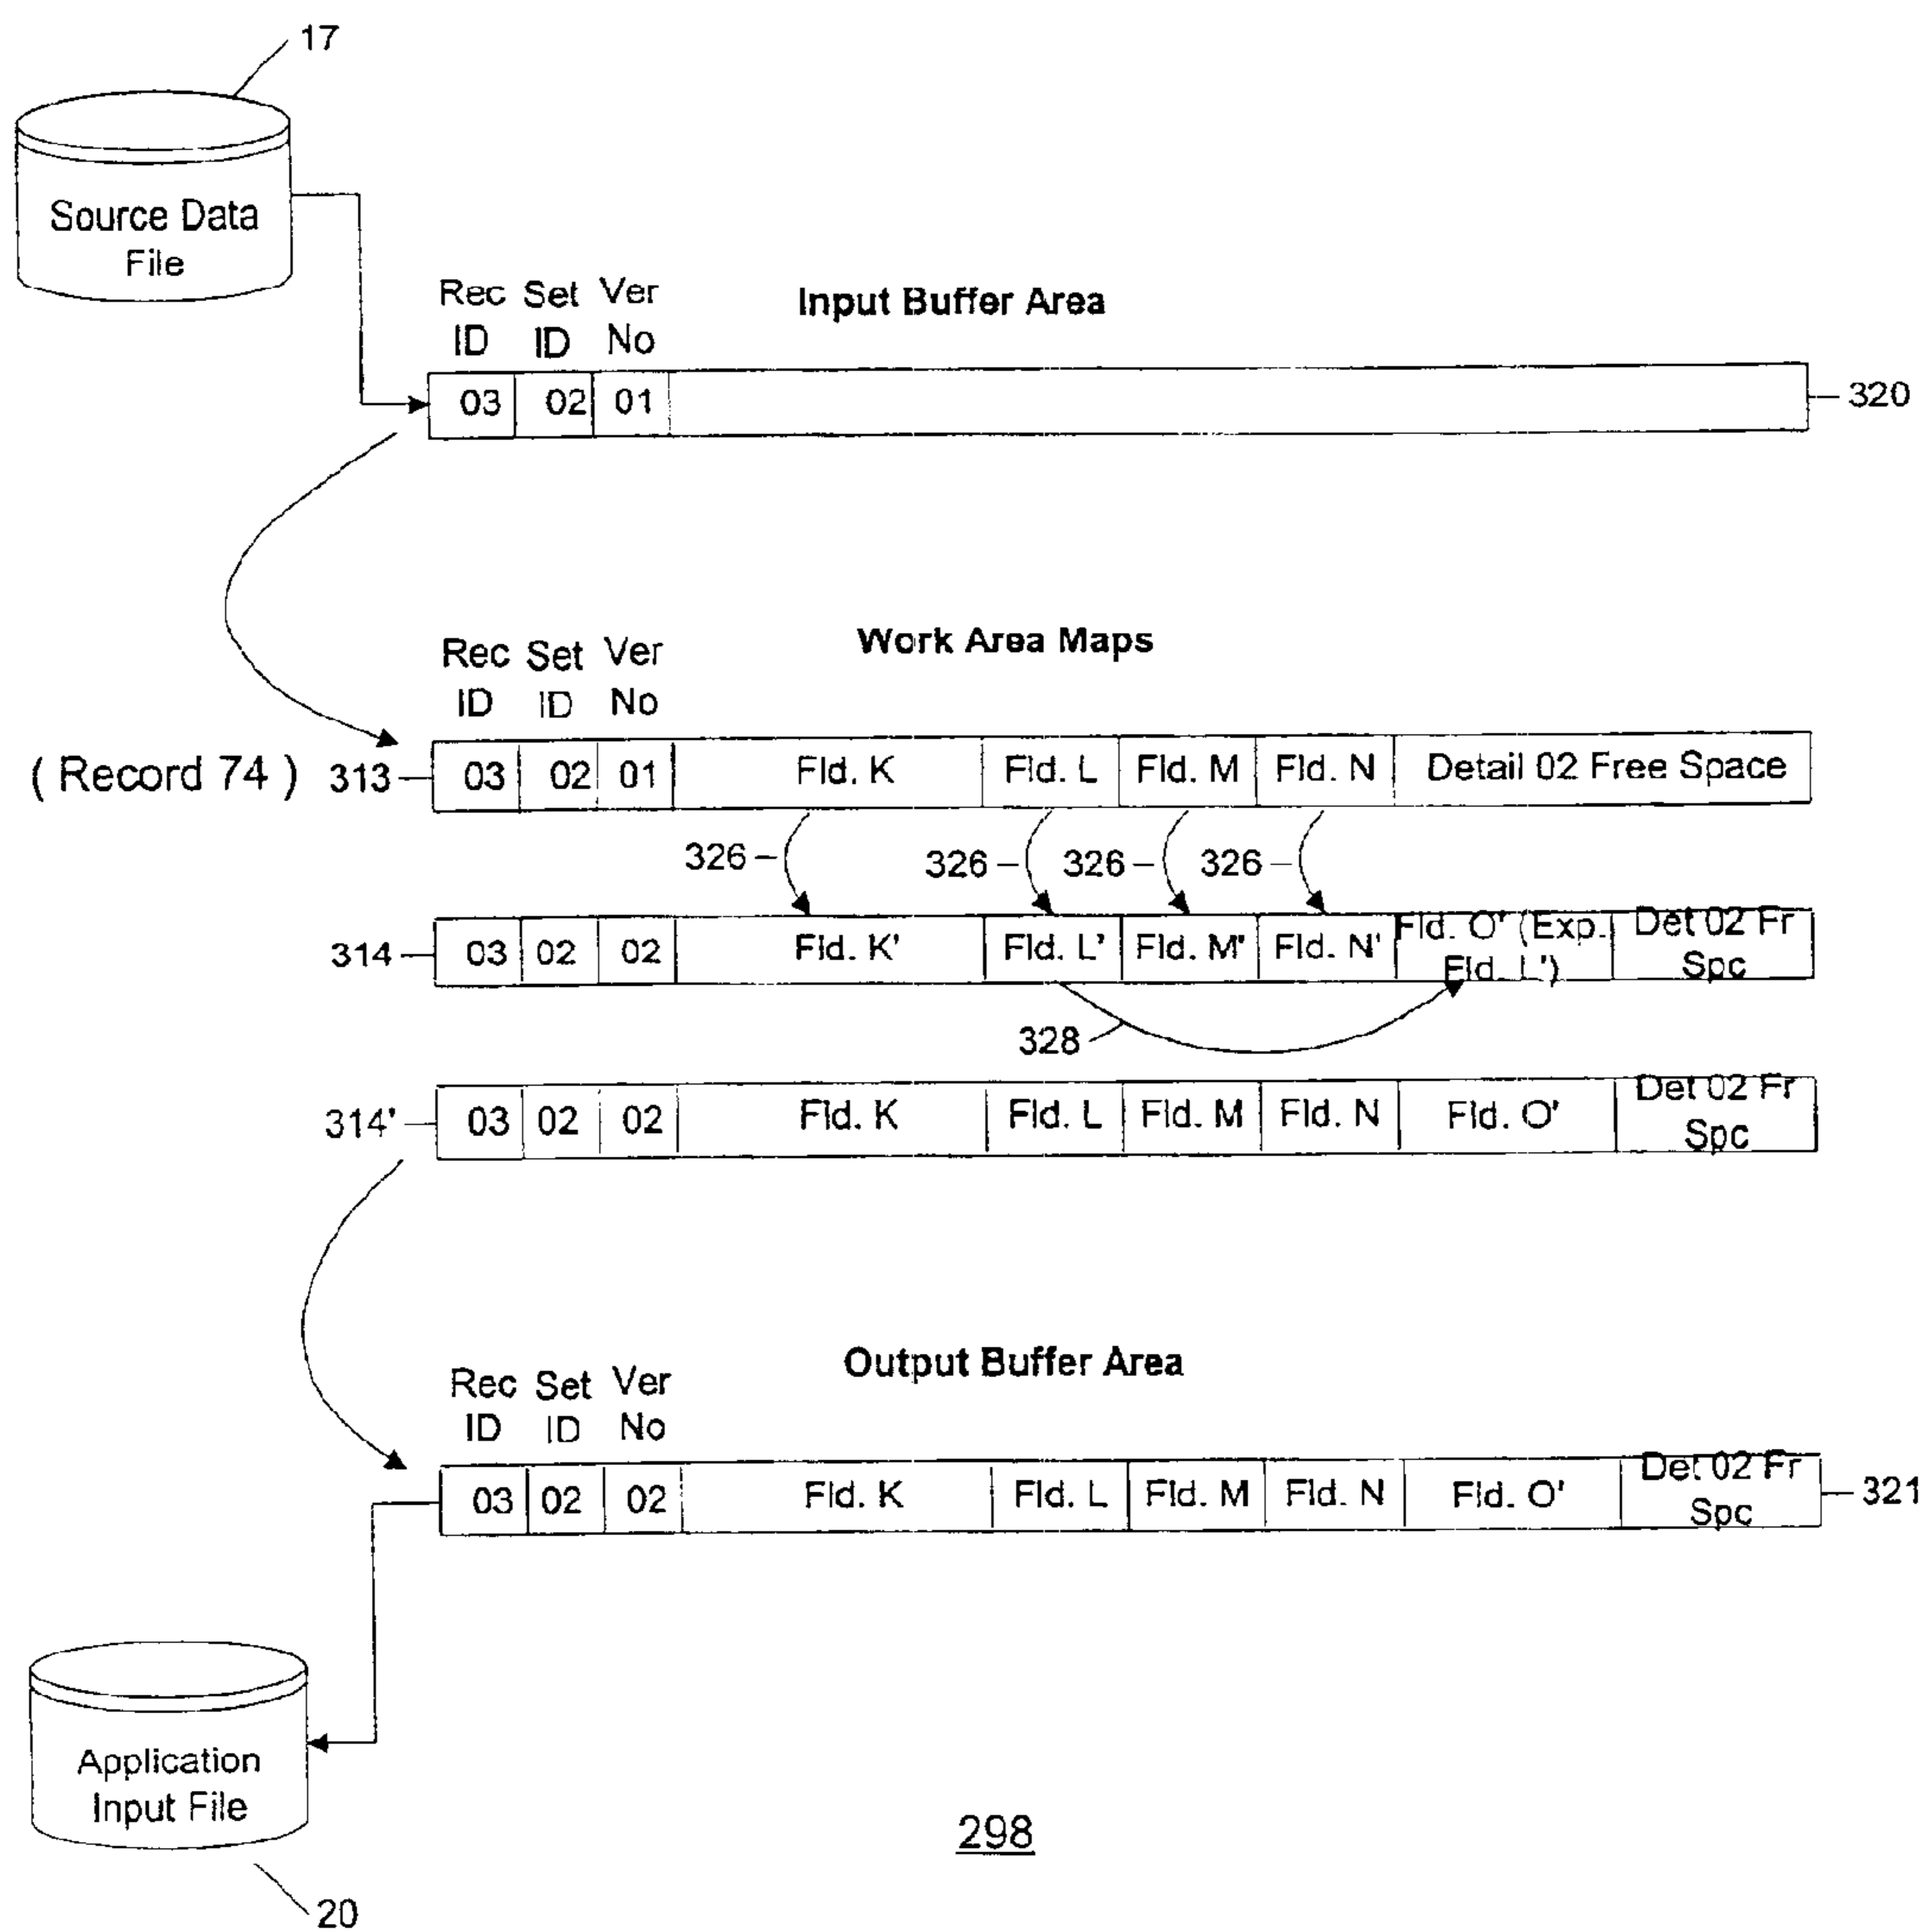 17
Source Data
File
Rec Set Ver
ID ID No
Input Buffer Area
03 02 01
320
Work Area Maps
Rec Set Ver
ID ID No
( Record 74 ) 313 03 02 01 Fld. K Fld. L Fld. M Fld. N Detail 02 Free Space
326 326 326 326
314 03 02 02 Fld. K' Fld. L' Fld. M' Fld. N' Fld. O' (Exp. Det 02 Fr
Fld. L') Spc
328
314' 03 02 02 Fld. K Fld. L Fld. M Fld. N Fld. O' Det 02 Fr
Spc
Output Buffer Area
Rec Set Ver
ID ID No
03 02 02 Fld. K Fld. L Fld. M Fld. N Fld. O' Det 02 Fr
Spc
321
Application
Input File
298
20